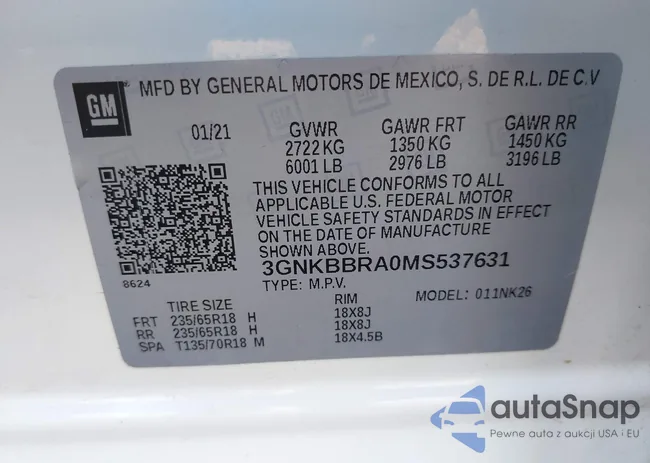 GM
MFD BY GENERAL MOTORS DE MEXICO, S. DE R.L. DE C.V
01/21 GVWR GAWR FRT GAWR RR
2722 KG 1350 KG 1450 KG
6001 LB 2976 LB 3196 LB
THIS VEHICLE CONFORMS TO ALL
APPLICABLE U.S. FEDERAL MOTOR
VEHICLE SAFETY STANDARDS IN EFFECT
ON THE DATE OF MANUFACTURE
SHOWN ABOVE.
3GNKBBRA0MS537631
8624
TYPE: M.P.V. MODEL: 011NK26
TIRE SIZE RIM
FRT 235/65R18 H 18X8J
RR 235/65R18 H 18X8J
SPA T135/70R18 M 18X4.5B
autaSnap
Pewne auta z aukcji USA i EU